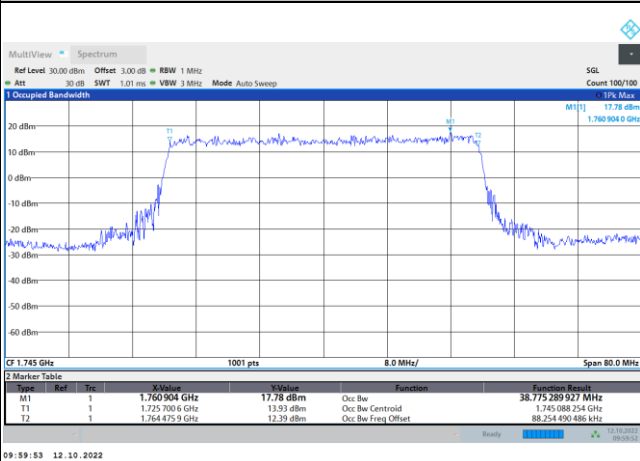 MultiView Spectrum
Ref Level 30.00 dBm Offset 3.00 dB RBW 1 MHz SGL
Att 30 dB SWT 1.01 ms VBW 3 MHz Mode Auto Sweep Count 100/100
1 Occupied Bandwidth 1Pk Max
M1[1] 17.78 dBm
1.760 904 0 GHz
M1
T1
T2
20 dBm
10 dBm
0 dBm
-10 dBm
-20 dBm
-30 dBm
-50 dBm
-60 dBm
CF 1.745 GHz 1001 pts 8.0 MHz/ Span 80.0 MHz
2 Marker Table
Type Ref Trc X-Value Y-Value Function Function Result
M1 1 1.760 904 GHz 17.78 dBm Occ Bw 38.775 289 927 MHz
T1 1 1.725 700 6 GHz 13.93 dBm Occ Bw Centroid 1.745 088 254 GHz
T2 1 1.764 475 9 GHz 12.39 dBm Occ Bw Freq Offset 88.254 490 486 kHz
Ready 12.10.2022
09:59:52
09:59:53 12.10.2022